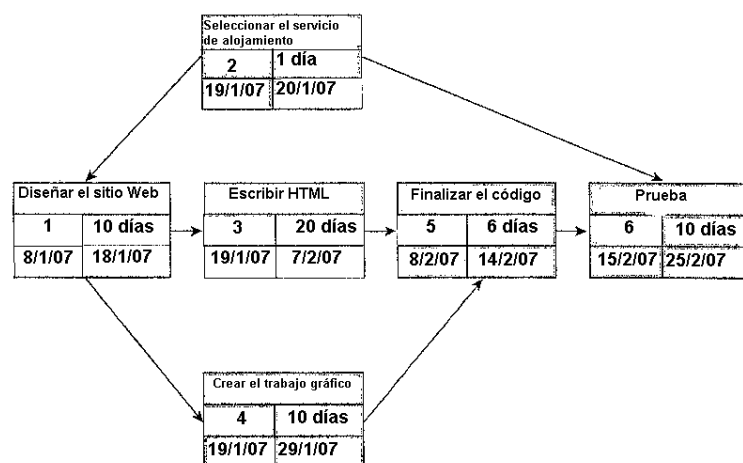 Seleccionar el servicio
de alojamiento
2 1 día
19/1/07 20/1/07
Diseñar el sitio Web
1 10 días
8/1/07 18/1/07
Escribir HTML
3 20 días
19/1/07 7/2/07
Finalizar el código
5 6 días
8/2/07 14/2/07
Prueba
6 10 días
15/2/07 25/2/07
Crear el trabajo gráfico
4 10 días
19/1/07 29/1/07